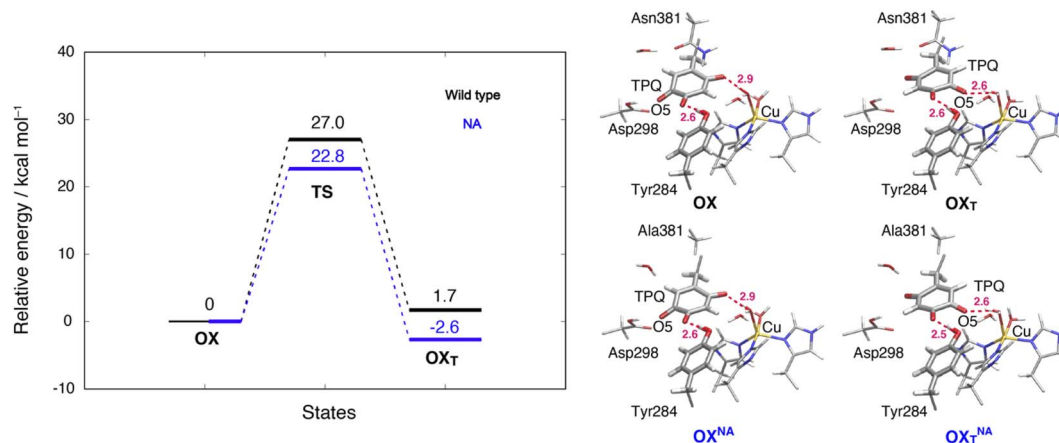 Relative energy / kcal mol⁻¹
40
30
20
10
0
-10
States
Wild type
NA
0
OX
27.0
22.8
TS
1.7
-2.6
OXT
Asn381
TPQ
O5
2.9
2.6
Asp298
Cu
Tyr284
OX
Asn381
TPQ
O5
2.6
2.6
Asp298
Cu
Tyr284
OXT
Ala381
TPQ
O5
2.9
2.6
Asp298
Cu
Tyr284
OX^NA
Ala381
TPQ
O5
2.6
2.5
Asp298
Cu
Tyr284
OXT^NA